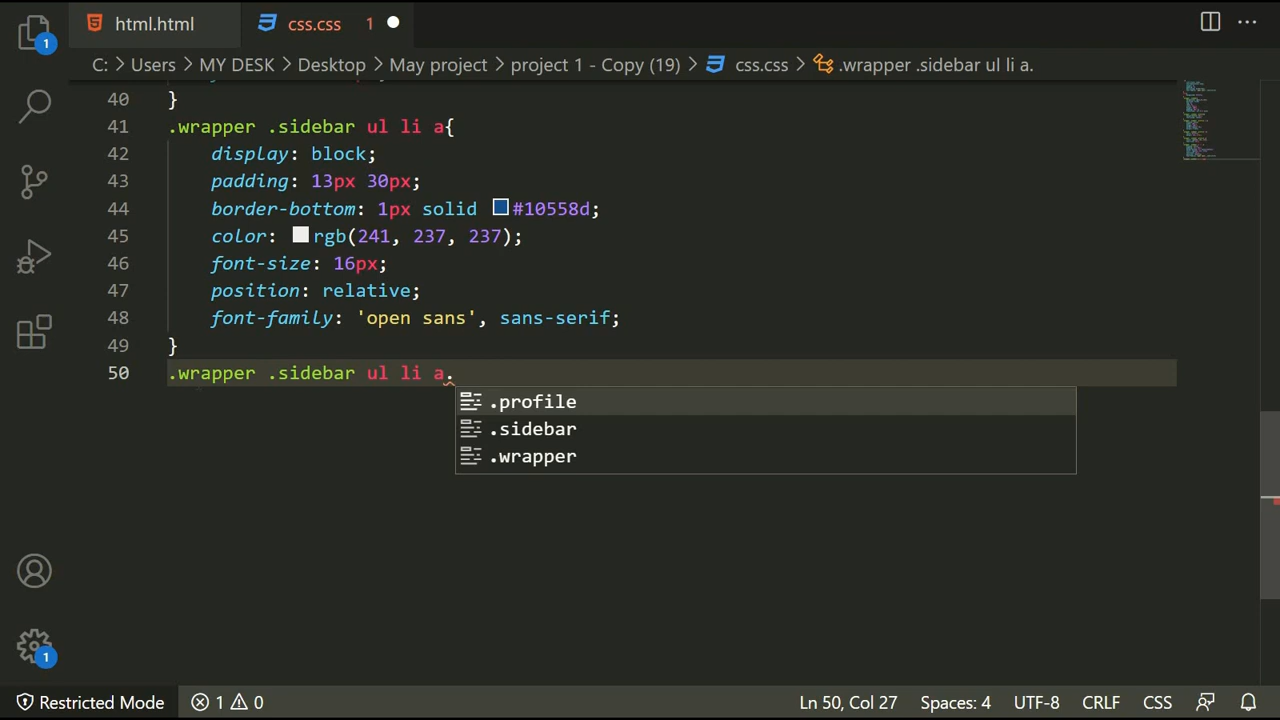 html.html css.css 1
C: > Users > MY DESK > Desktop > May project > project 1 - Copy (19) > css.css > .wrapper .sidebar ul li a.
40 }
41 .wrapper .sidebar ul li a{
42 display: block;
43 padding: 13px 30px;
44 border-bottom: 1px solid #10558d;
45 color: rgb(241, 237, 237);
46 font-size: 16px;
47 position: relative;
48 font-family: 'open sans', sans-serif;
49 }
50 .wrapper .sidebar ul li a.
.profile
.sidebar
.wrapper
1
1
Restricted Mode 1 0 Ln 50, Col 27 Spaces: 4 UTF-8 CRLF CSS